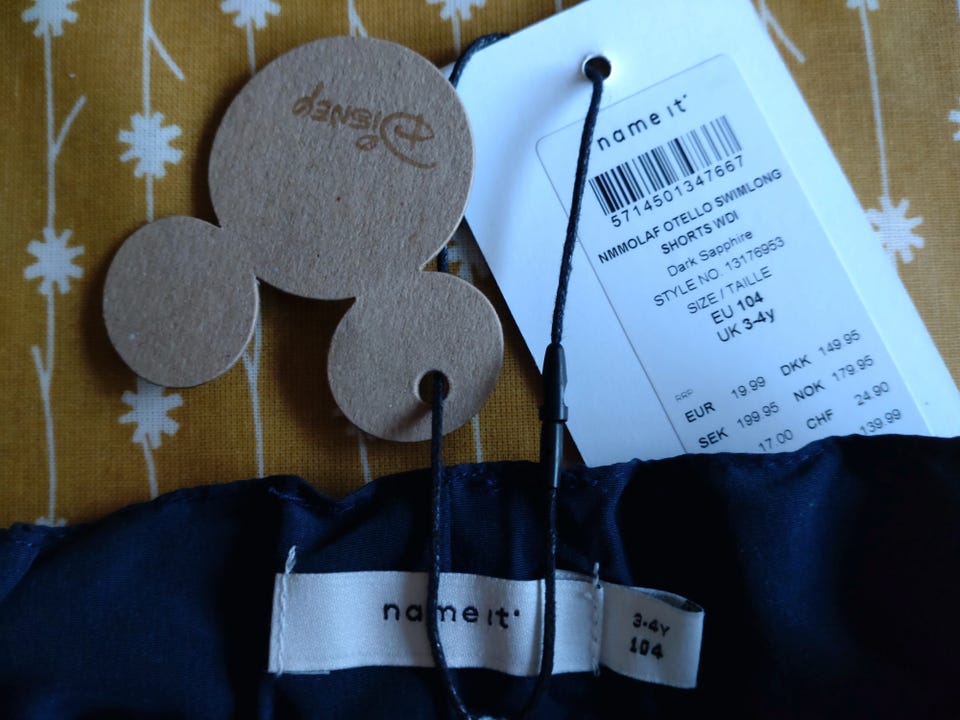 Disney
name it
5714501347667
NMMOLAF OTELLO SWIMLONG
SHORTS WDI
Dark Sapphire
STYLE NO. 13176953
SIZE / TAILLE
EU 104
UK 3-4y
RRP
EUR 19.99 DKK 149.95
SEK 199.95 NOK 179.95
17.00 CHF 24.90
139.99
name it
3-4Y
104